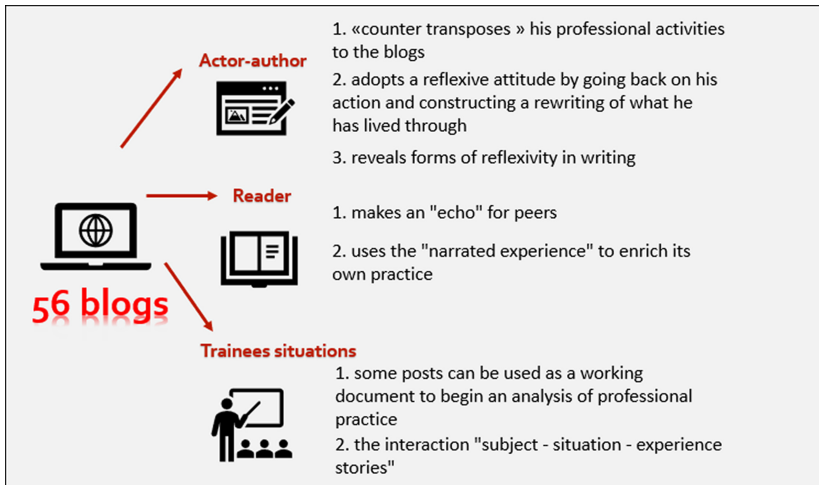 Actor-author
1. «counter transposes » his professional activities
to the blogs
2. adopts a reflexive attitude by going back on his
action and constructing a rewriting of what he
has lived through
3. reveals forms of reflexivity in writing
Reader
1. makes an "echo" for peers
2. uses the "narrated experience" to enrich its
own practice
56 blogs
Trainees situations
1. some posts can be used as a working
document to begin an analysis of professional
practice
2. the interaction "subject - situation - experience
stories"